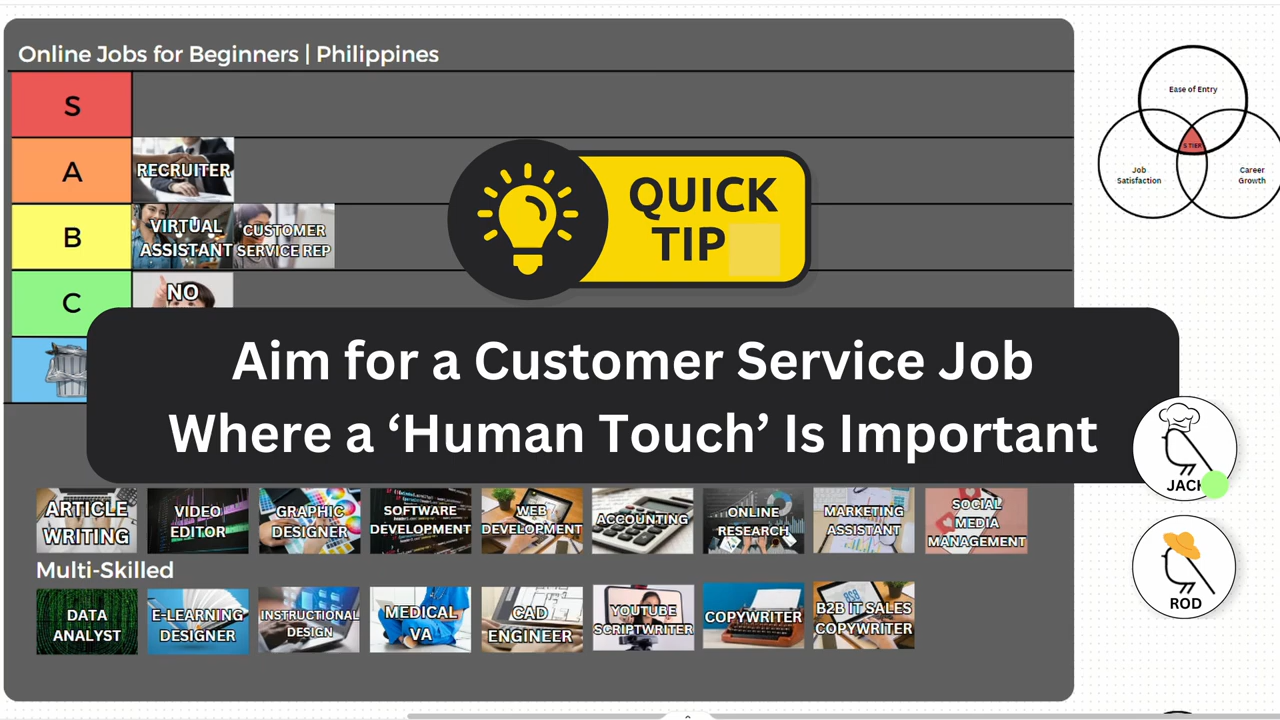 Online Jobs for Beginners | Philippines
S
A
RECRUITER
B
VIRTUAL
ASSISTANT
CUSTOMER
SERVICE REP
C
NO
QUICK
TIP
Aim for a Customer Service Job
Where a ‘Human Touch’ Is Important
Ease of Entry
S TIER
Job
Satisfaction
Career
Growth
JACK
ROD
ARTICLE
WRITING
VIDEO
EDITOR
GRAPHIC
DESIGNER
SOFTWARE
DEVELOPMENT
WEB
DEVELOPMENT
ACCOUNTING
ONLINE
RESEARCH
MARKETING
ASSISTANT
SOCIAL
MEDIA
MANAGEMENT
Multi-Skilled
DATA
ANALYST
E-LEARNING
DESIGNER
INSTRUCTIONAL
DESIGN
MEDICAL
VA
CAD
ENGINEER
YOUTUBE
SCRIPTWRITER
COPYWRITER
B2B IT SALES
COPYWRITER